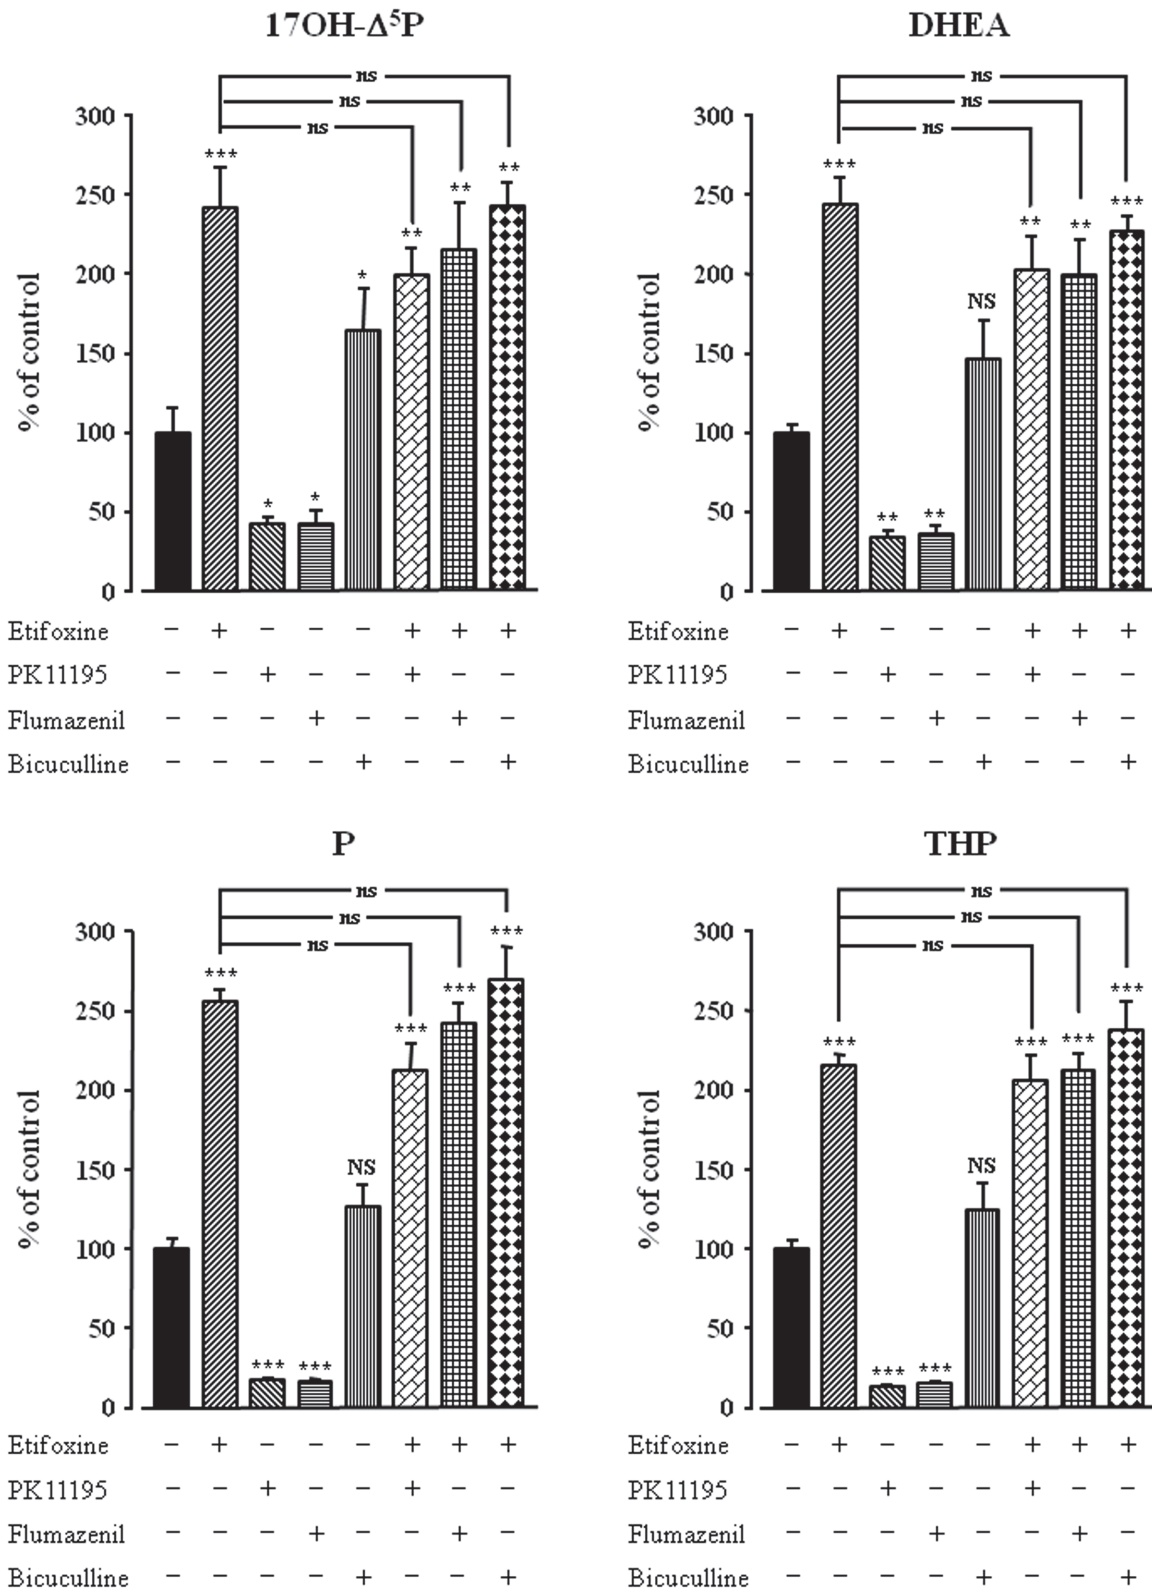 17OH-Δ⁵P
ns
ns
ns
300
250
200
150
100
50
0
% of control
***
*
*
*
**
**
**
Etifoxine − + − − − + + +
PK11195 − − + − − + − −
Flumazenil − − − + − − + −
Bicuculline − − − − + − − +
DHEA
ns
ns
ns
300
250
200
150
100
50
0
% of control
***
**
**
NS
**
**
***
Etifoxine − + − − − + + +
PK11195 − − + − − + − −
Flumazenil − − − + − − + −
Bicuculline − − − − + − − +
P
ns
ns
ns
300
250
200
150
100
50
0
% of control
***
***
***
NS
***
***
***
Etifoxine − + − − − + + +
PK11195 − − + − − + − −
Flumazenil − − − + − − + −
Bicuculline − − − − + − − +
THP
ns
ns
ns
300
250
200
150
100
50
0
% of control
***
***
***
NS
***
***
***
Etifoxine − + − − − + + +
PK11195 − − + − − + − −
Flumazenil − − − + − − + −
Bicuculline − − − − + − − +